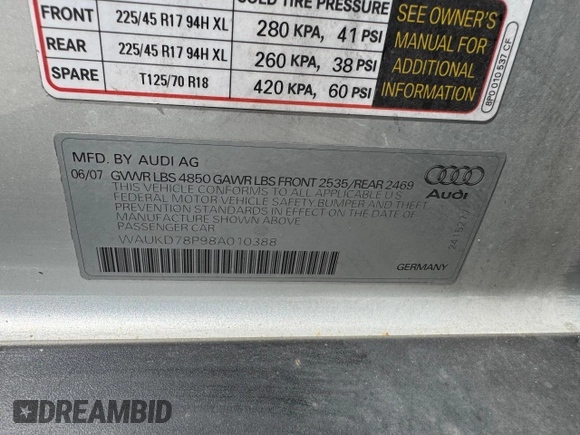 COLD TIRE PRESSURE
FRONT 225/45 R17 94H XL 280 KPA, 41 PSI
REAR 225/45 R17 94H XL 260 KPA, 38 PSI
SPARE T125/70 R18 420 KPA, 60 PSI
SEE OWNER'S
MANUAL FOR
ADDITIONAL
INFORMATION
8P0 010 537 CF
MFD. BY AUDI AG
06/07 GVWR LBS 4850 GAWR LBS FRONT 2535/REAR 2469
THIS VEHICLE CONFORMS TO ALL APPLICABLE U.S.
FEDERAL MOTOR VEHICLE SAFETY BUMPER AND THEFT
PREVENTION STANDARDS IN EFFECT ON THE DATE OF
MANUFACTURE SHOWN ABOVE.
PASSENGER CAR
WAUKD78P98A010388
Audi
GERMANY
DREAMBID